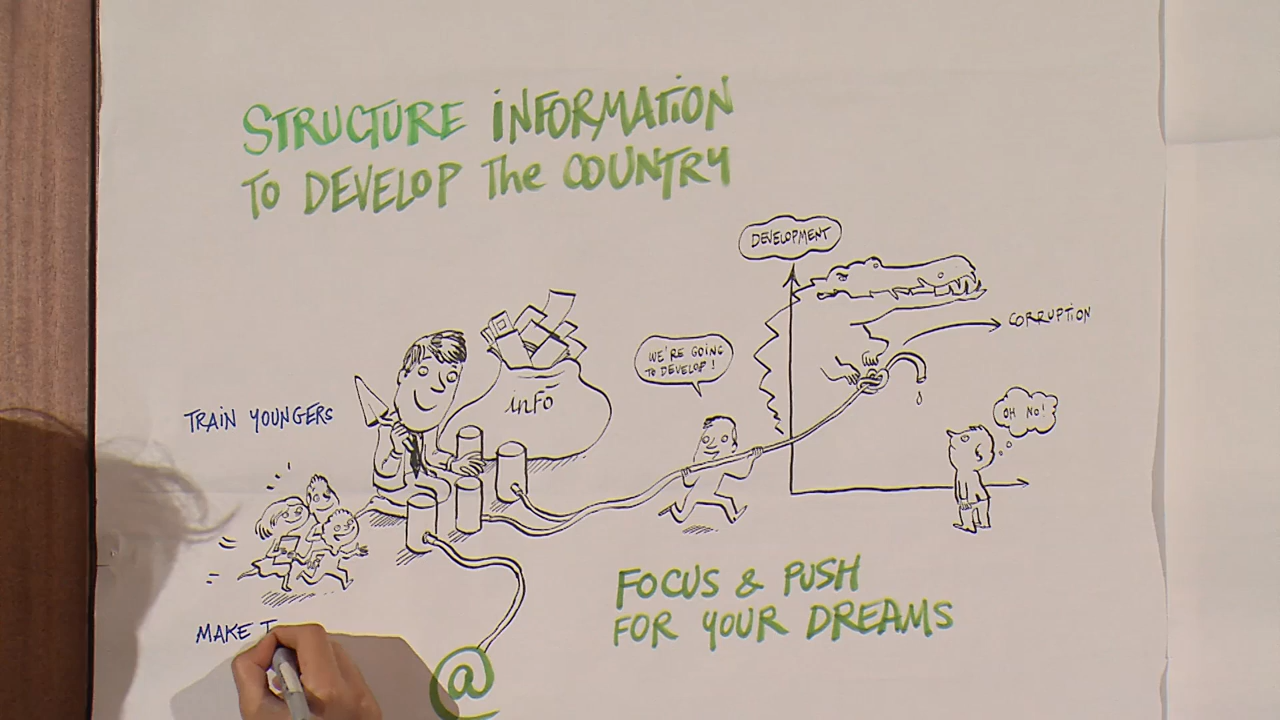 STRUCTURE INFORMATION
TO DEVELOP The COUNTRY
DEVELOPMENT
CORRUPTION
WE'RE GOING
TO DEVELOP!
info
TRAIN YOUNGERS
OH NO!
FOCUS & PUSH
FOR YOUR DREAMS
MAKE T
@